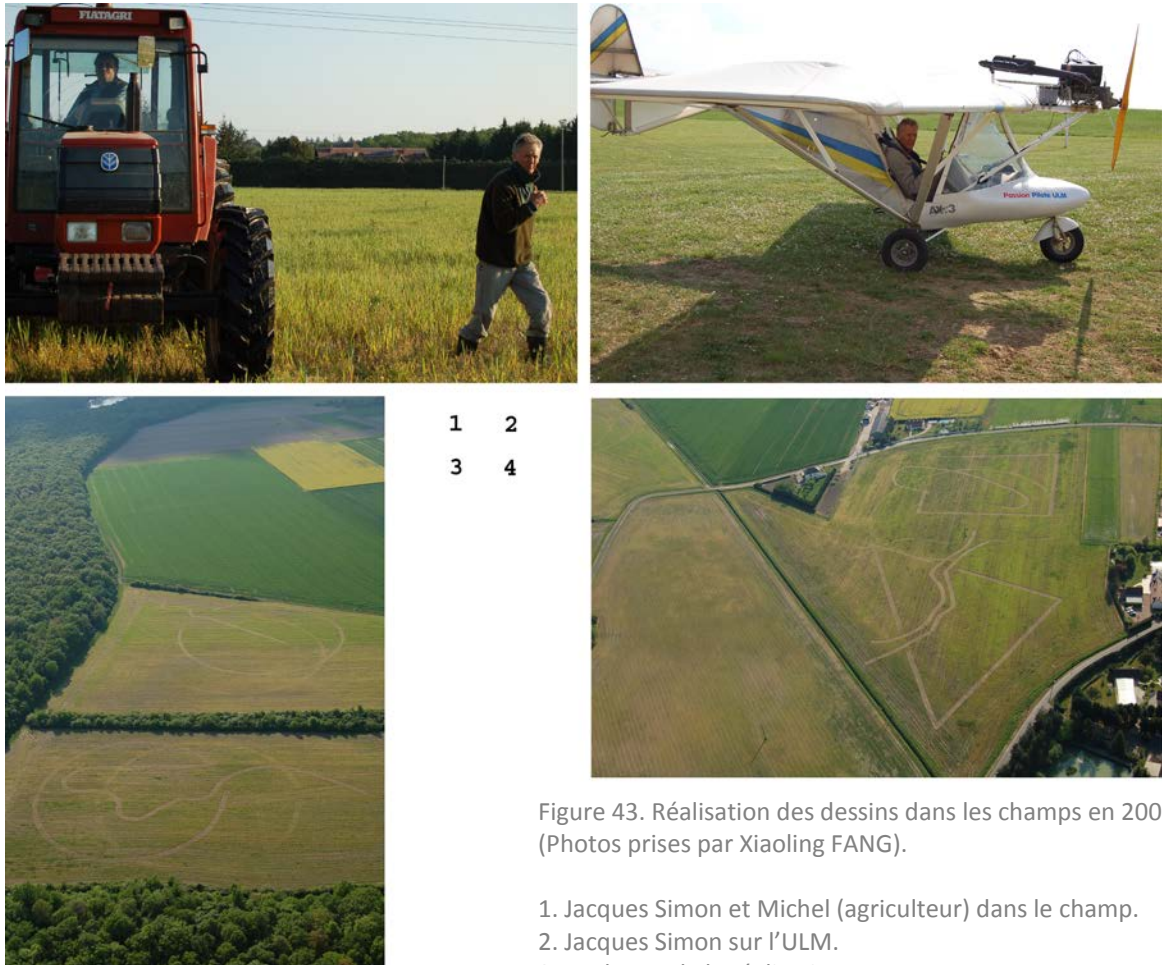 FIATAGRI
Passion Pilote ULM
1 2
3 4
Figure 43. Réalisation des dessins dans les champs en 200
(Photos prises par Xiaoling FANG).
1. Jacques Simon et Michel (agriculteur) dans le champ.
2. Jacques Simon sur l'ULM.